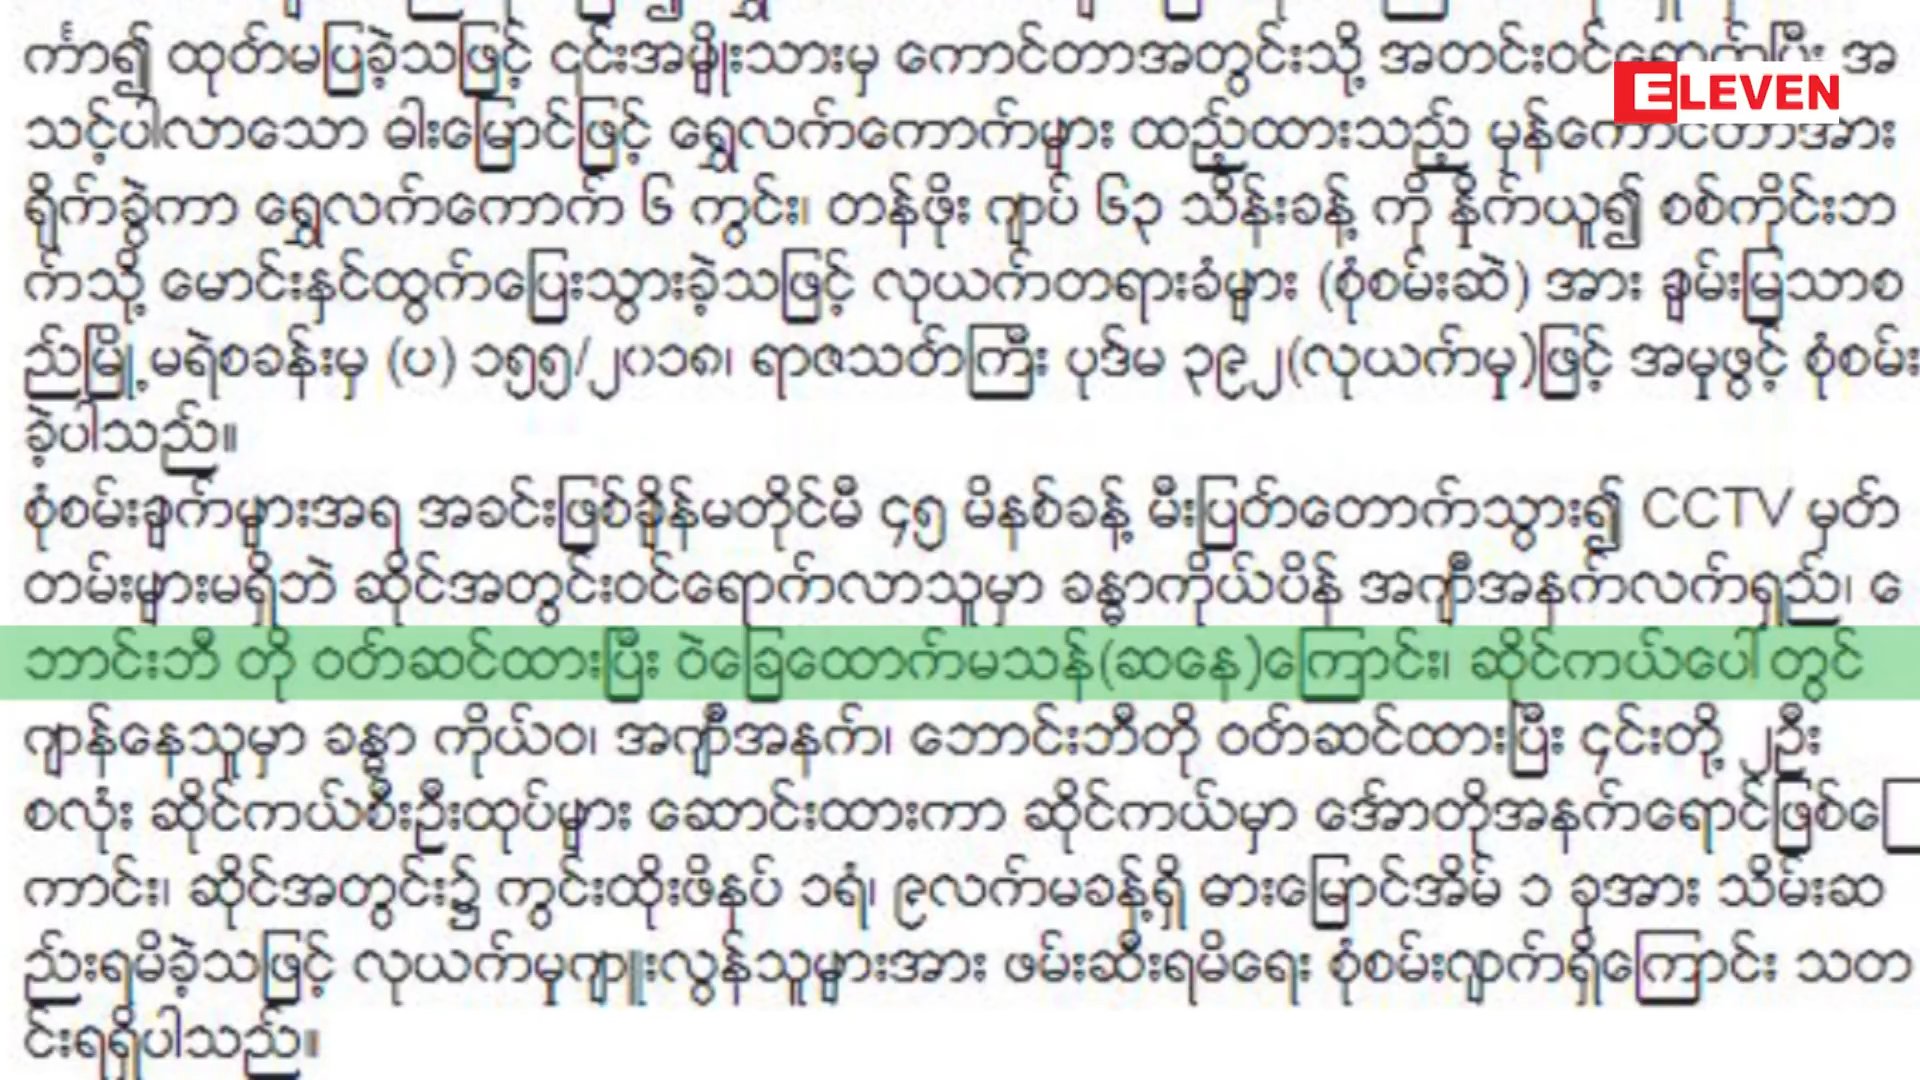 က်ာ၍ ထုတ်မပြခဲ့သဖြင့် ၎င်းအမျိုးသားမှ ကောင်တာအတွင်းသို့ အတင်းဝင်ရောက်ပြီး အ
ELEVEN
သင့်ပါလာသော ဓါးမြှောင်ဖြင့် ရွှေလက်ကောက်များ ထည့်ထားသည့် မှန်ကောင်တာအား
ရိုက်ခွဲကာ ရွှေလက်ကောက် ၆ ကွင်း၊ တန်ဖိုး ကျပ် ၆၃ သိန်းခန့် ကို နှိုက်ယူ၍ စစ်ကိုင်းဘ
က်သို့ မောင်းနှင်ထွက်ပြေးသွားခဲ့သဖြင့် လုယက်တရားခံများ (စုံစမ်းဆဲ) အား ချမ်းမြသာစ
ည်မြို့မရဲစခန်းမှ (ပ) ၁၅၅/၂၀၁၈၊ ရာဇသတ်ကြီး ပုဒ်မ ၃၉၂(လုယက်မှု)ဖြင့် အမှုဖွင့် စုံစမ်း
ခဲ့ပါသည်။
စုံစမ်းချက်များအရ အခင်းဖြစ်ချိန်မတိုင်မီ ၄၅ မိနစ်ခန့် မီးပြတ်တောက်သွား၍ CCTV မှတ်
တမ်းများမရှိဘဲ ဆိုင်အတွင်းဝင်ရောက်လာသူမှာ ခန္ဓာကိုယ်ပိန် အင်္ကျီအနက်လက်ရှည်၊ ေ
ဘာင်းဘီ တို ဝတ်ဆင်ထားပြီး ဝဲခြေထောက်မသန်(ဆနေ)ကြောင်း၊ ဆိုင်ကယ်ပေါ်တွင်
ကျန်နေသူမှာ ခန္ဓာ ကိုယ်ဝ၊ အင်္ကျီအနက်၊ ဘောင်းဘီတို ဝတ်ဆင်ထားပြီး ၄င်းတို့ ၂ဦး
စလုံး ဆိုင်ကယ်စီးဦးထုပ်များ ဆောင်းထားကာ ဆိုင်ကယ်မှာ အော်တိုအနက်ရောင်ဖြစ်ကြေ
ကာင်း၊ ဆိုင်အတွင်း၌ ကွင်းထိုးဖိနပ် ၁ရံ၊ ၉လက်မခန့်ရှိ ဓားမြှောင်အိမ် ၁ ခုအား သိမ်းဆ
ည်းရမိခဲ့သဖြင့် လုယက်မှုကျူးလွန်သူများအား ဖမ်းဆီးရမိရေး စုံစမ်းလျက်ရှိကြောင်း သတ
င်းရရှိပါသည်။